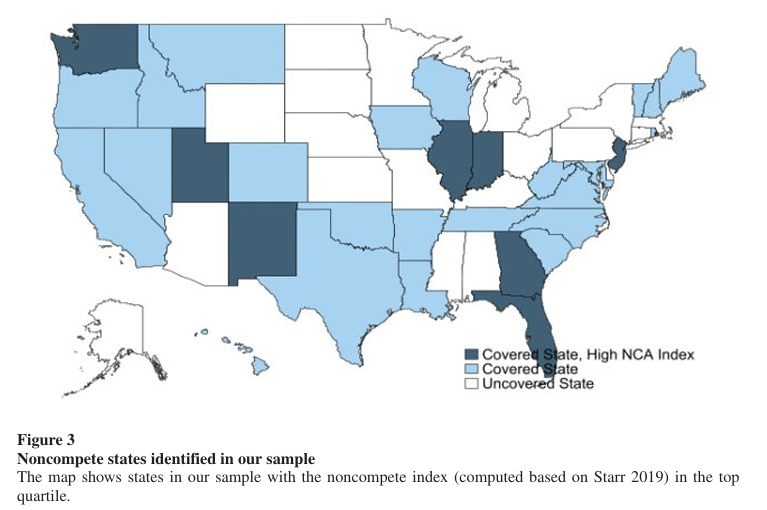 Covered State, High NCA Index
Covered State
Uncovered State
Figure 3
Noncompete states identified in our sample
The map shows states in our sample with the noncompete index (computed based on Starr 2019) in the top
quartile.